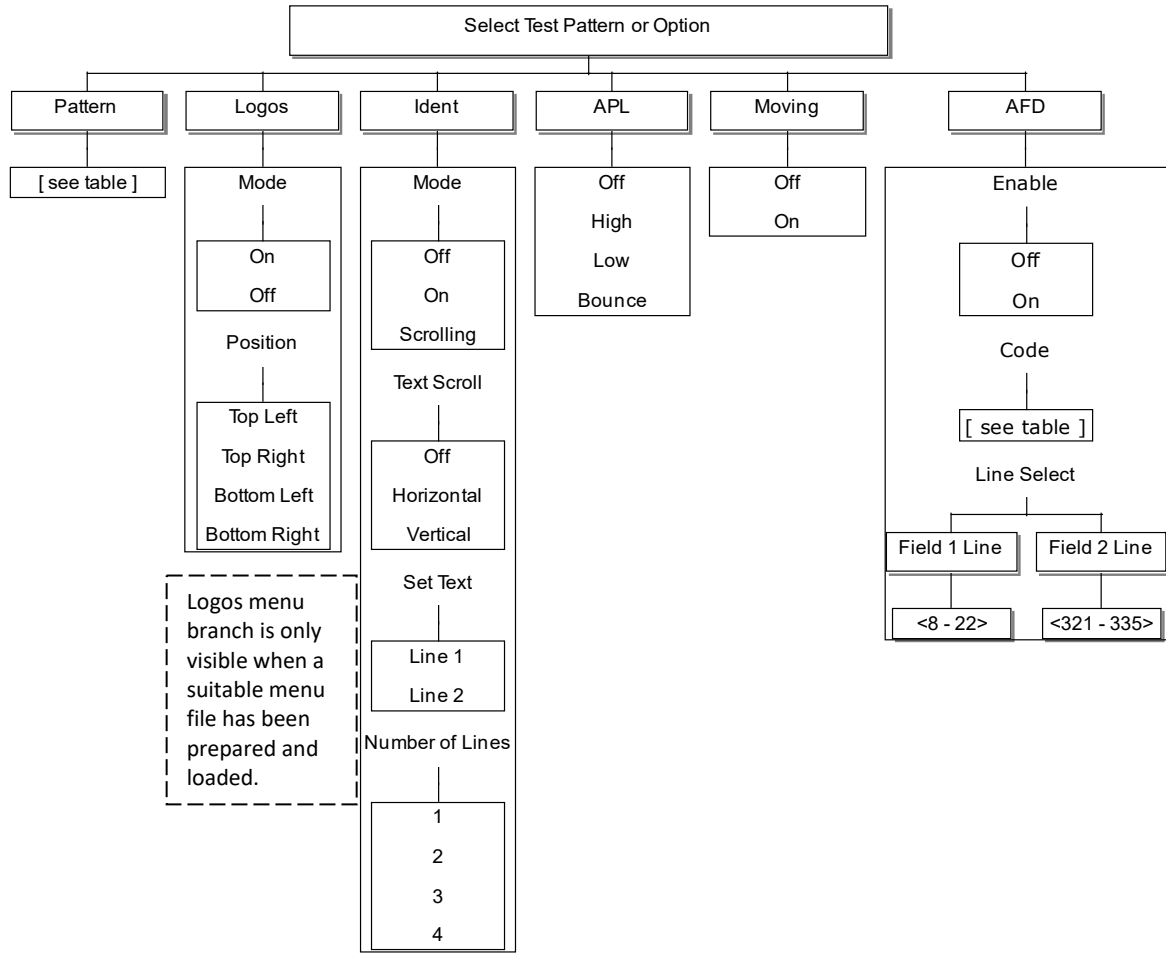 Select Test Pattern or Option
Pattern
Logos
Ident
APL
Moving
AFD
[ see table ]
Mode
On
Off
Position
Top Left
Top Right
Bottom Left
Bottom Right
Logos menu
branch is only
visible when a
suitable menu
file has been
prepared and
loaded.
Mode
Off
On
Scrolling
Text Scroll
Off
Horizontal
Vertical
Set Text
Line 1
Line 2
Number of Lines
1
2
3
4
Off
High
Low
Bounce
Off
On
Enable
Off
On
Code
[ see table ]
Line Select
Field 1 Line
Field 2 Line
<8 - 22>
<321 - 335>